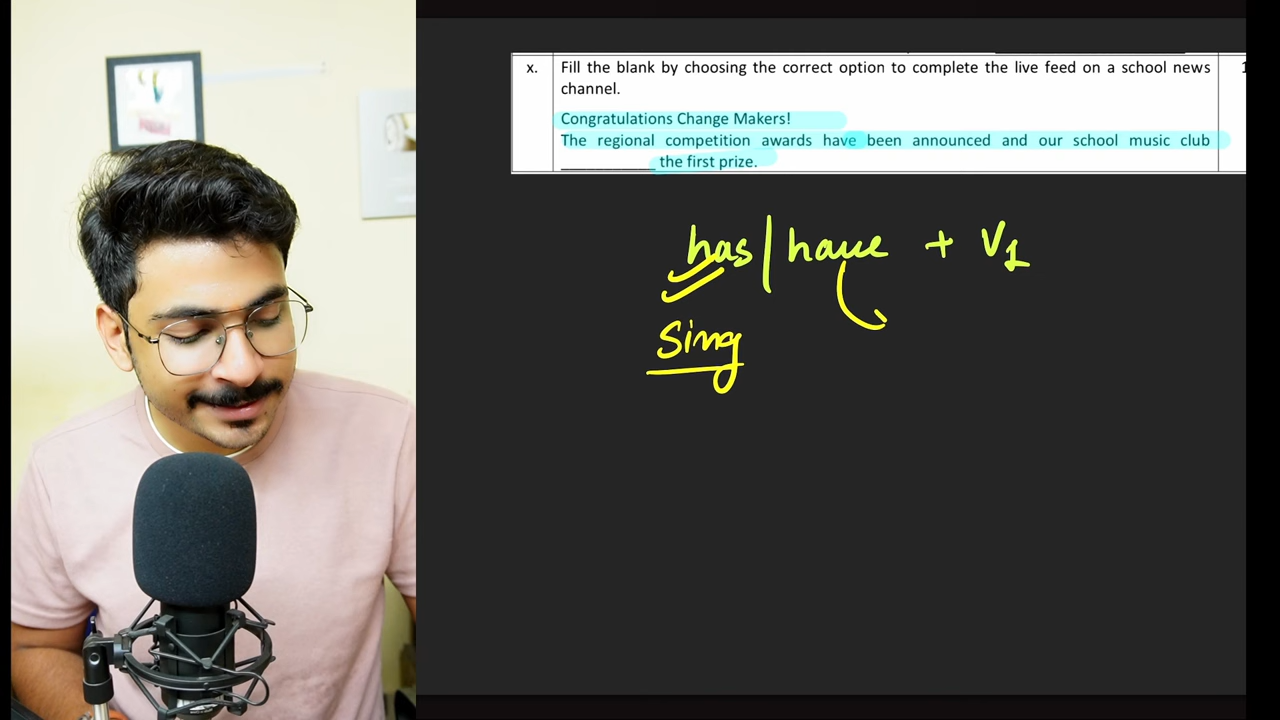 x. Fill the blank by choosing the correct option to complete the live feed on a school news 1
channel.
Congratulations Change Makers!
The regional competition awards have been announced and our school music club
____________ the first prize.
has | have + V1
Sing